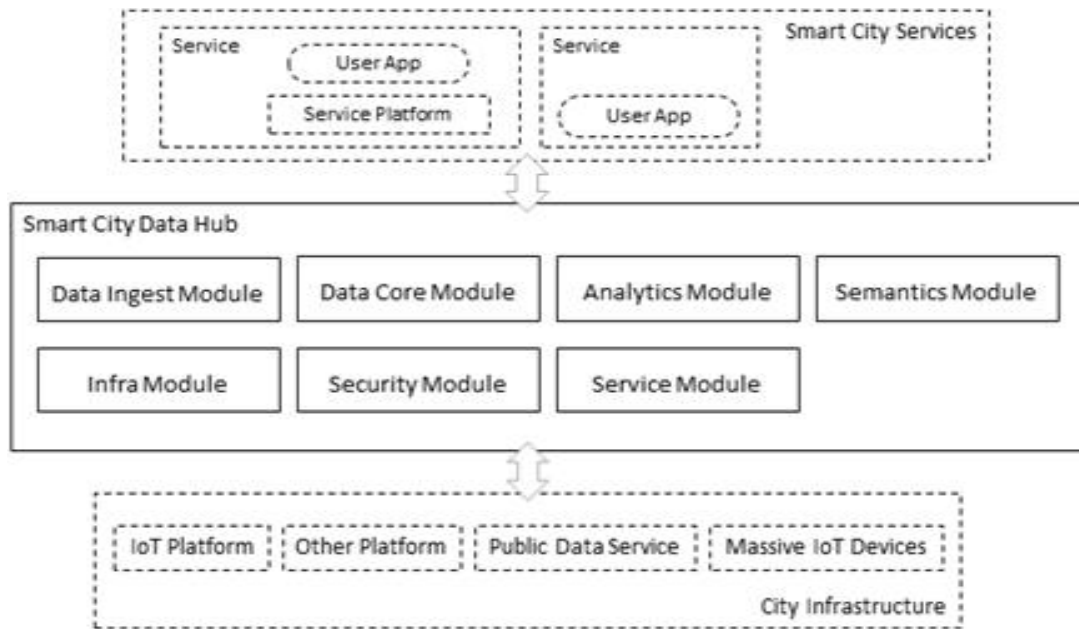 Smart City Services
Service
User App
Service Platform
Service
User App
Smart City Data Hub
Data Ingest Module
Data Core Module
Analytics Module
Semantics Module
Infra Module
Security Module
Service Module
IoT Platform
Other Platform
Public Data Service
Massive IoT Devices
City Infrastructure